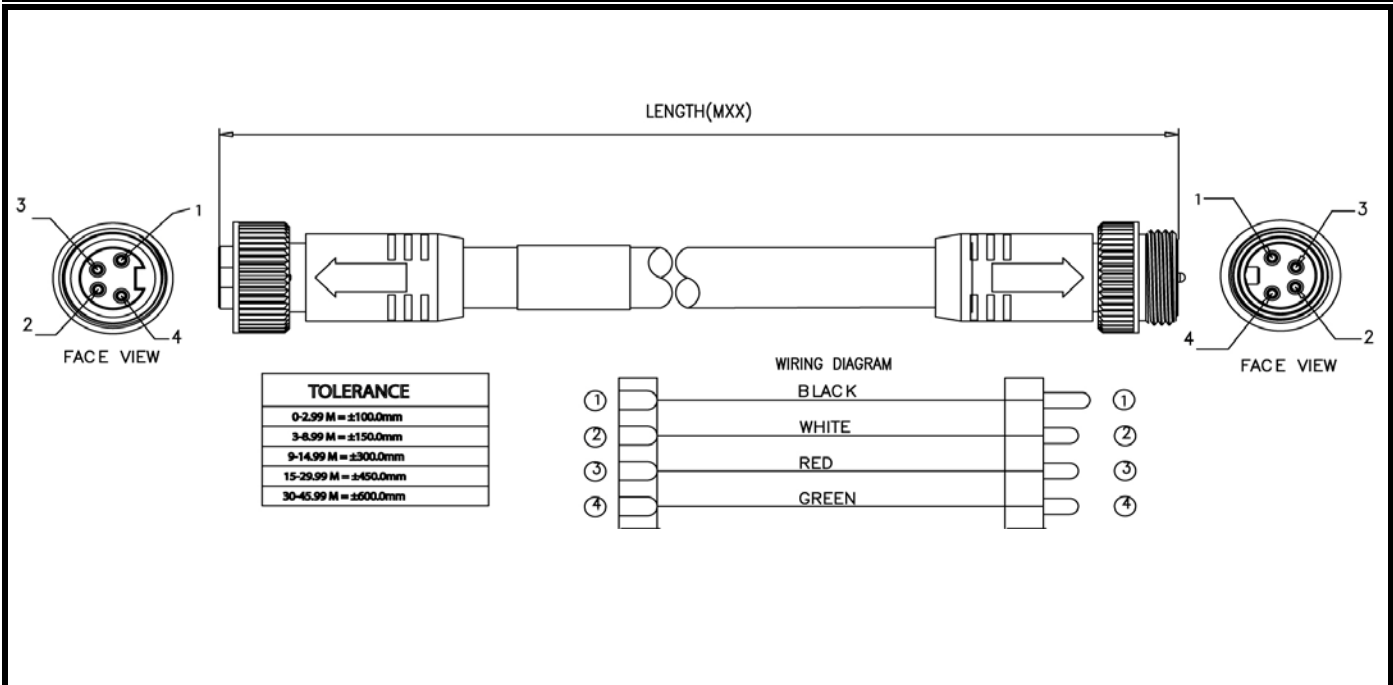 LENGTH(MXX)
3
1
2
4
FACE VIEW
1
3
4
2
FACE VIEW
TOLERANCE
0-2.99 M = ±100.0mm
3-8.99 M = ±150.0mm
9-14.99 M = ±300.0mm
15-29.99 M = ±450.0mm
30-45.99 M = ±600.0mm
WIRING DIAGRAM
1 BLACK 1
2 WHITE 2
3 RED 3
4 GREEN 4